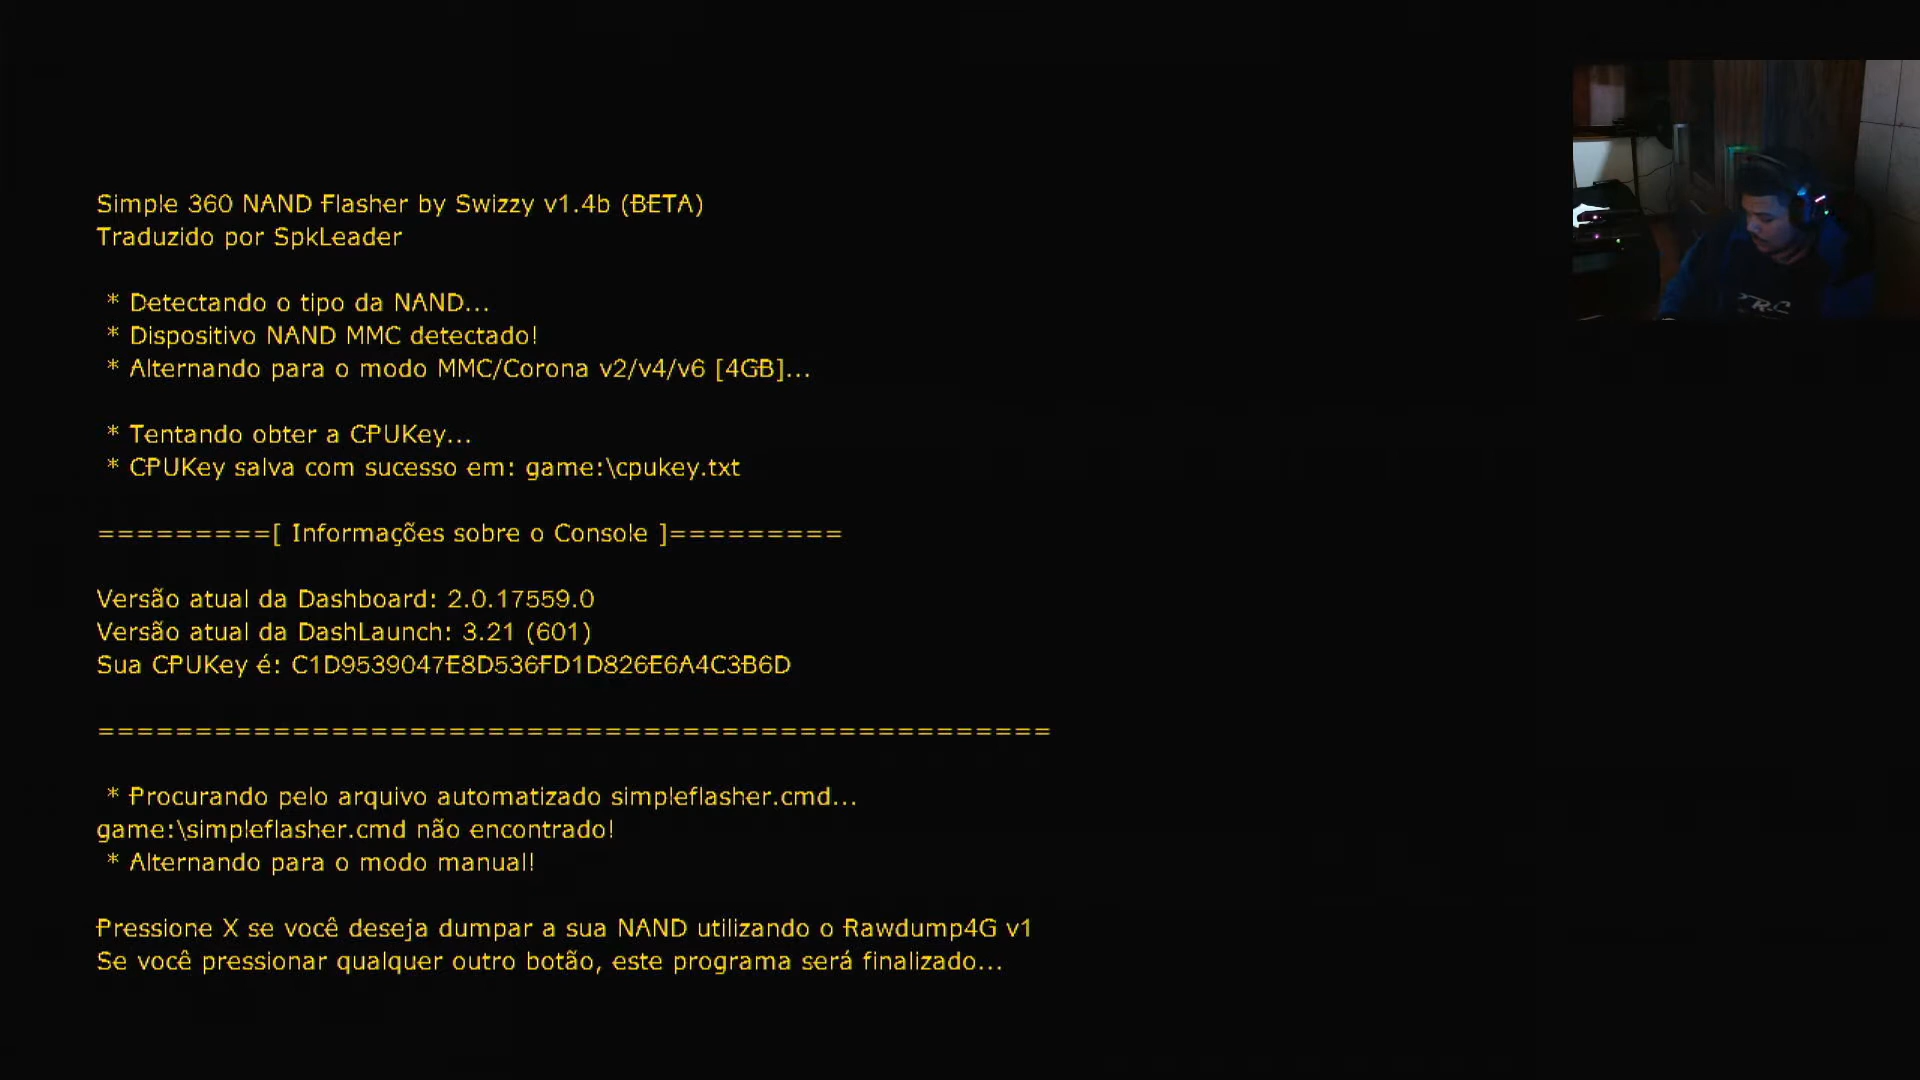 Simple 360 NAND Flasher by Swizzy v1.4b (BETA)
Traduzido por SpkLeader
* Detectando o tipo da NAND...
* Dispositivo NAND MMC detectado!
* Alternando para o modo MMC/Corona v2/v4/v6 [4GB]...
* Tentando obter a CPUKey...
* CPUKey salva com sucesso em: game:\cpukey.txt
=========[ Informações sobre o Console ]=========
Versão atual da Dashboard: 2.0.17559.0
Versão atual da DashLaunch: 3.21 (601)
Sua CPUKey é: C1D9539047E8D536FD1D826E6A4C3B6D
=================================================
* Procurando pelo arquivo automatizado simpleflasher.cmd...
game:\simpleflasher.cmd não encontrado!
* Alternando para o modo manual!
Pressione X se você deseja dumpar a sua NAND utilizando o Rawdump4G v1
Se você pressionar qualquer outro botão, este programa será finalizado...